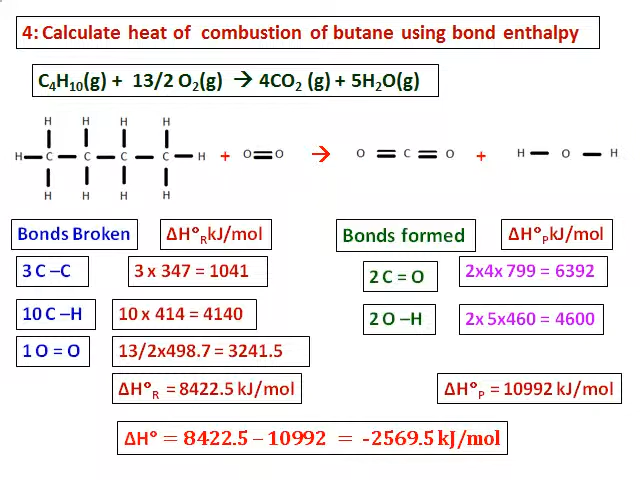 4: Calculate heat of combustion of butane using bond enthalpy
C₄H₁₀(g) + 13/2 O₂(g) → 4CO₂ (g) + 5H₂O(g)
H H H H
H C C C C H + O O → O C O + H O H
H H H H
Bonds Broken ΔH°ᵣkJ/mol Bonds formed ΔH°ₚkJ/mol
3 C –C 3 x 347 = 1041 2 C = O 2x4x 799 = 6392
10 C –H 10 x 414 = 4140 2 O –H 2x 5x460 = 4600
1 O = O 13/2x498.7 = 3241.5
ΔH°ᵣ = 8422.5 kJ/mol ΔH°ₚ = 10992 kJ/mol
ΔH° = 8422.5 – 10992 = -2569.5 kJ/mol